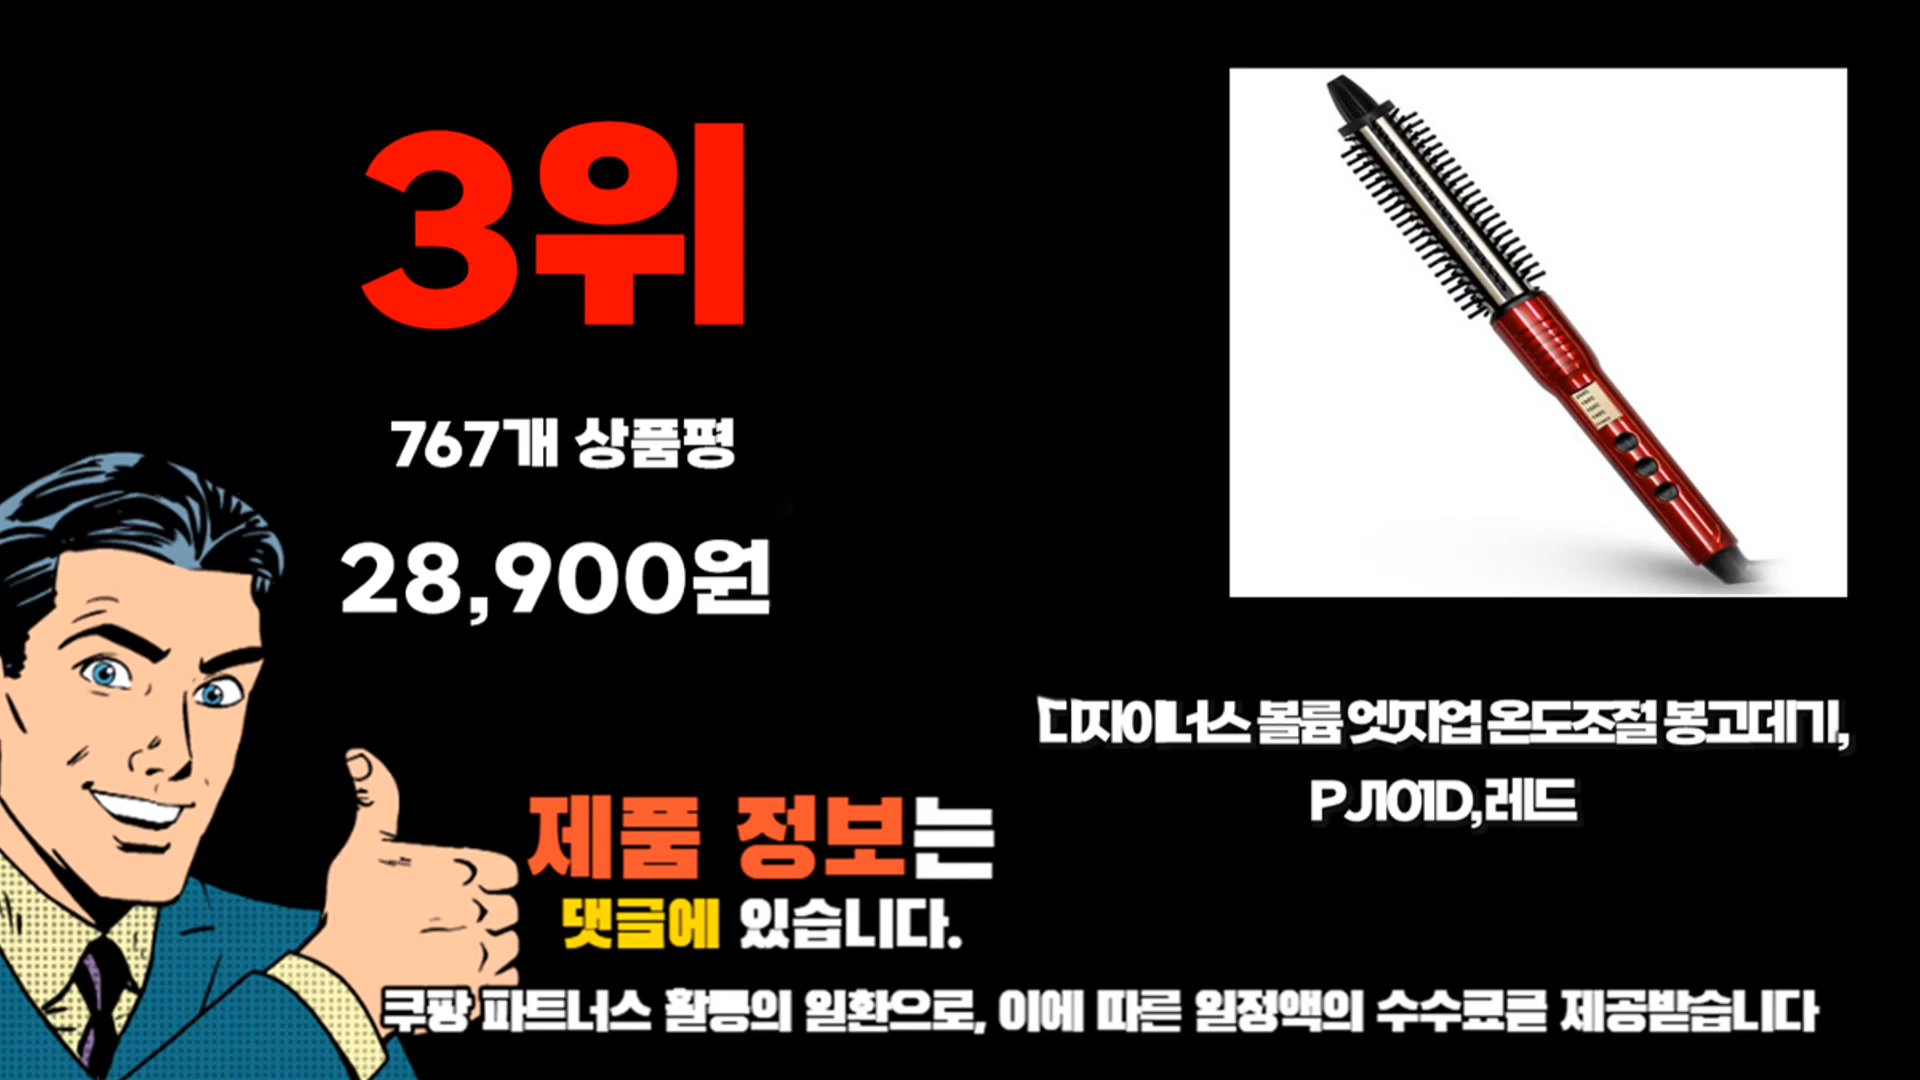 3위
767개 상품평
28,900원
디자이너스 볼륨 엣지업 온도조절 봉고데기,
PJ101D, 레드
제품 정보는
댓글에 있습니다.
쿠팡 파트너스 활동의 일환으로, 이에 따른 일정액의 수수료를 제공받습니다